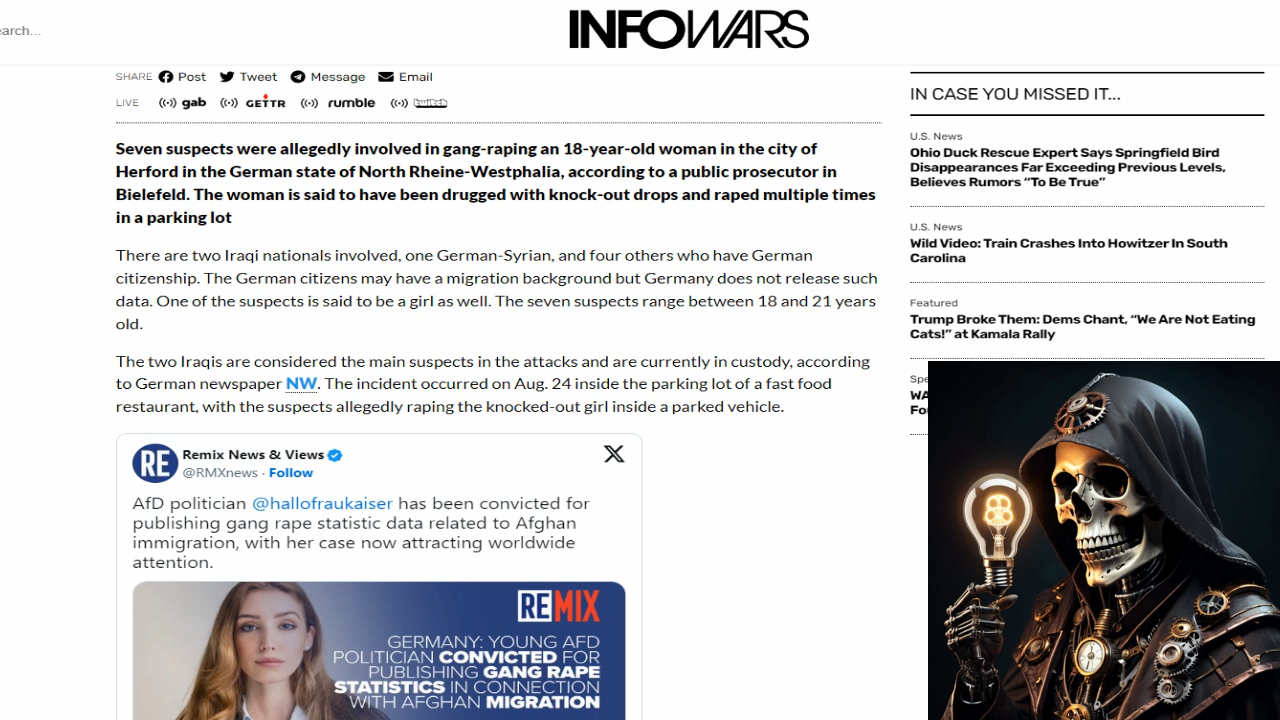 earch...
INFOWARS
SHARE Post Tweet Message Email
LIVE gab GETTR rumble twitch
Seven suspects were allegedly involved in gang-raping an 18-year-old woman in the city of
Herford in the German state of North Rheine-Westphalia, according to a public prosecutor in
Bielefeld. The woman is said to have been drugged with knock-out drops and raped multiple times
in a parking lot
There are two Iraqi nationals involved, one German-Syrian, and four others who have German
citizenship. The German citizens may have a migration background but Germany does not release such
data. One of the suspects is said to be a girl as well. The seven suspects range between 18 and 21 years
old.
The two Iraqis are considered the main suspects in the attacks and are currently in custody, according
to German newspaper NW. The incident occurred on Aug. 24 inside the parking lot of a fast food
restaurant, with the suspects allegedly raping the knocked-out girl inside a parked vehicle.
RE Remix News & Views
@RMXnews · Follow
X
AfD politician @hallofraukaiser has been convicted for
publishing gang rape statistic data related to Afghan
immigration, with her case now attracting worldwide
attention.
REMIX
GERMANY: YOUNG AFD
POLITICIAN CONVICTED FOR
PUBLISHING GANG RAPE
STATISTICS IN CONNECTION
WITH AFGHAN MIGRATION
IN CASE YOU MISSED IT...
U.S. News
Ohio Duck Rescue Expert Says Springfield Bird
Disappearances Far Exceeding Previous Levels,
Believes Rumors “To Be True”
U.S. News
Wild Video: Train Crashes Into Howitzer In South
Carolina
Featured
Trump Broke Them: Dems Chant, “We Are Not Eating
Cats!” at Kamala Rally
Spe
WA
Fou